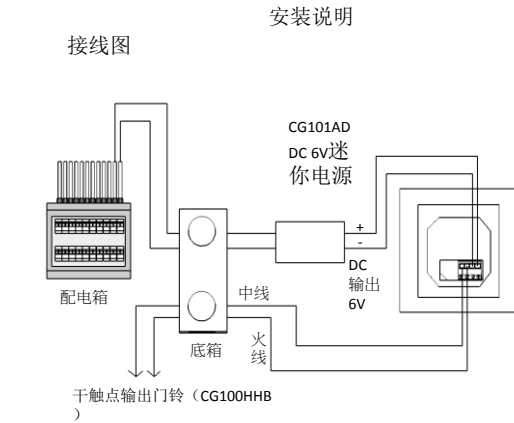 安装说明
接线图
CG101AD
DC 6V迷
你电源
+
-
DC
输出
6V
配电箱
中线
火
线
底箱
干触点输出门铃（CG100HHB
）